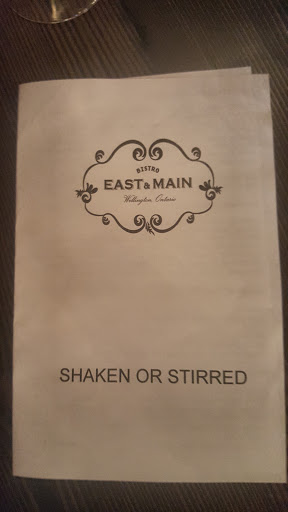 BISTRO
EAST & MAIN
Wellington, Ontario
SHAKEN OR STIRRED